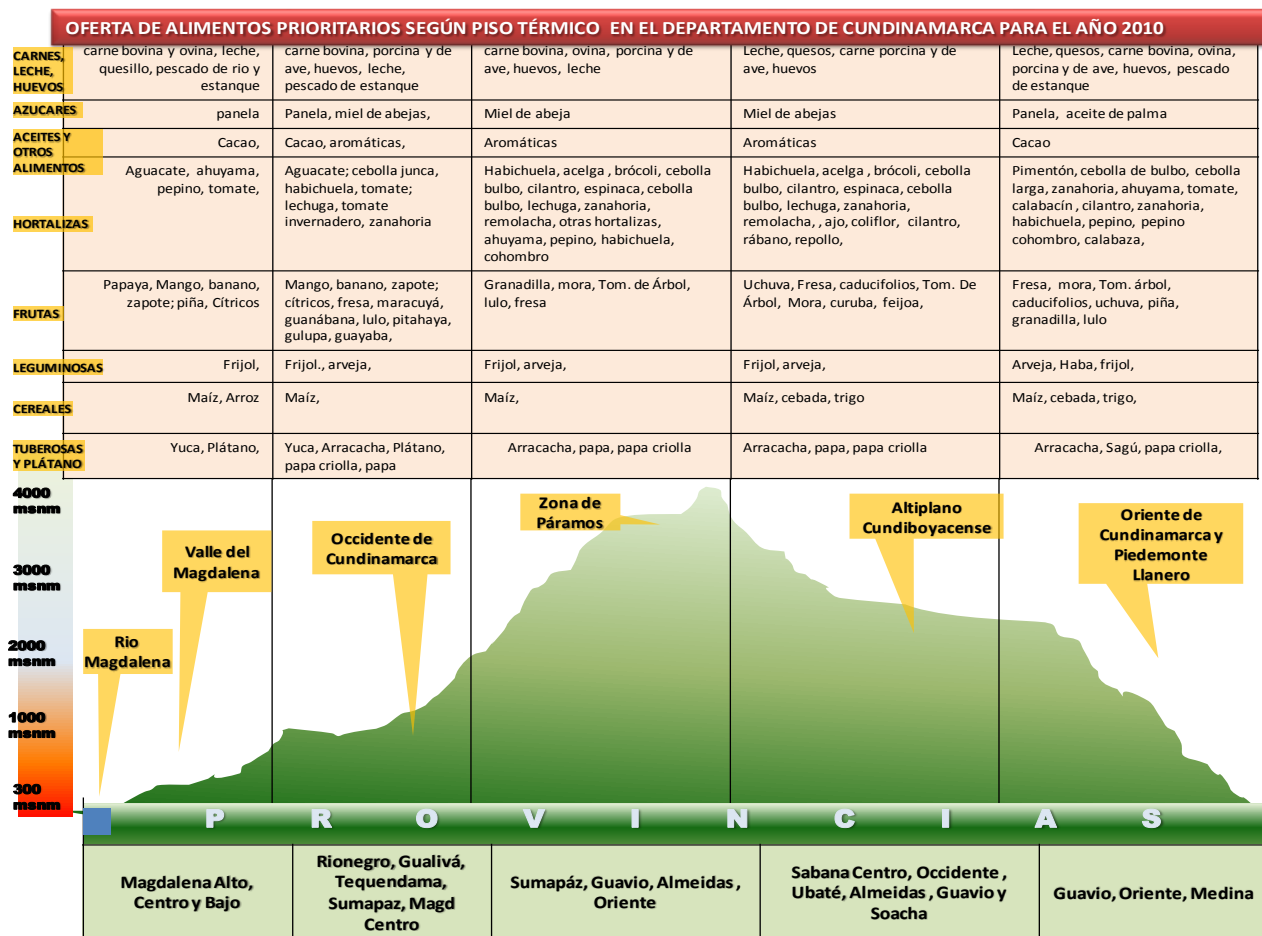 OFERTA DE ALIMENTOS PRIORITARIOS SEGÚN PISO TÉRMICO EN EL DEPARTAMENTO DE CUNDINAMARCA PARA EL AÑO 2010
CARNES,
LECHE,
HUEVOS
carne bovina y ovina, leche,
quesillo, pescado de rio y
estanque
carne bovina, porcina y de
ave, huevos, leche,
pescado de estanque
carne bovina, ovina, porcina y de
ave, huevos, leche
Leche, quesos, carne porcina y de
ave, huevos
Leche, quesos, carne bovina, ovina,
porcina y de ave, huevos, pescado
de estanque
AZUCARES
panela
Panela, miel de abejas,
Miel de abeja
Miel de abejas
Panela, aceite de palma
ACEITES Y
OTROS
ALIMENTOS
Cacao,
Cacao, aromáticas,
Aromáticas
Aromáticas
Cacao
HORTALIZAS
Aguacate, ahuyama,
pepino, tomate,
Aguacate; cebolla junca,
habichuela, tomate;
lechuga, tomate
invernadero, zanahoria
Habichuela, acelga , brócoli, cebolla
bulbo, cilantro, espinaca, cebolla
bulbo, lechuga, zanahoria,
remolacha, otras hortalizas,
ahuyama, pepino, habichuela,
cohombro
Habichuela, acelga , brócoli, cebolla
bulbo, cilantro, espinaca, cebolla
bulbo, lechuga, zanahoria,
remolacha, , ajo, coliflor, cilantro,
rábano, repollo,
Pimentón, cebolla de bulbo, cebolla
larga, zanahoria, ahuyama, tomate,
calabacín , cilantro, zanahoria,
habichuela, pepino, pepino
cohombro, calabaza,
FRUTAS
Papaya, Mango, banano,
zapote; piña, Cítricos
Mango, banano, zapote;
cítricos, fresa, maracuyá,
guanábana, lulo, pitahaya,
gulupa, guayaba,
Granadilla, mora, Tom. de Árbol,
lulo, fresa
Uchuva, Fresa, caducifolios, Tom. De
Árbol, Mora, curuba, feijoa,
Fresa, mora, Tom. árbol,
caducifolios, uchuva, piña,
granadilla, lulo
LEGUMINOSAS
Frijol,
Frijol., arveja,
Frijol, arveja,
Frijol, arveja,
Arveja, Haba, frijol,
CEREALES
Maíz, Arroz
Maíz,
Maíz,
Maíz, cebada, trigo
Maíz, cebada, trigo,
TUBEROSAS
Y PLÁTANO
Yuca, Plátano,
Yuca, Arracacha, Plátano,
papa criolla, papa
Arracacha, papa, papa criolla
Arracacha, papa, papa criolla
Arracacha, Sagú, papa criolla,
4000
msnm
3000
msnm
2000
msnm
1000
msnm
300
msnm
Rio
Magdalena
Valle del
Magdalena
Occidente de
Cundinamarca
Zona de
Páramos
Altiplano
Cundiboyacense
Oriente de
Cundinamarca y
Piedemonte
Llanero
P R O V I N C I A S
Magdalena Alto,
Centro y Bajo
Rionegro, Gualivá,
Tequendama,
Sumapaz, Magd
Centro
Sumapáz, Guavio, Almeidas ,
Oriente
Sabana Centro, Occidente ,
Ubaté, Almeidas , Guavio y
Soacha
Guavio, Oriente, Medina